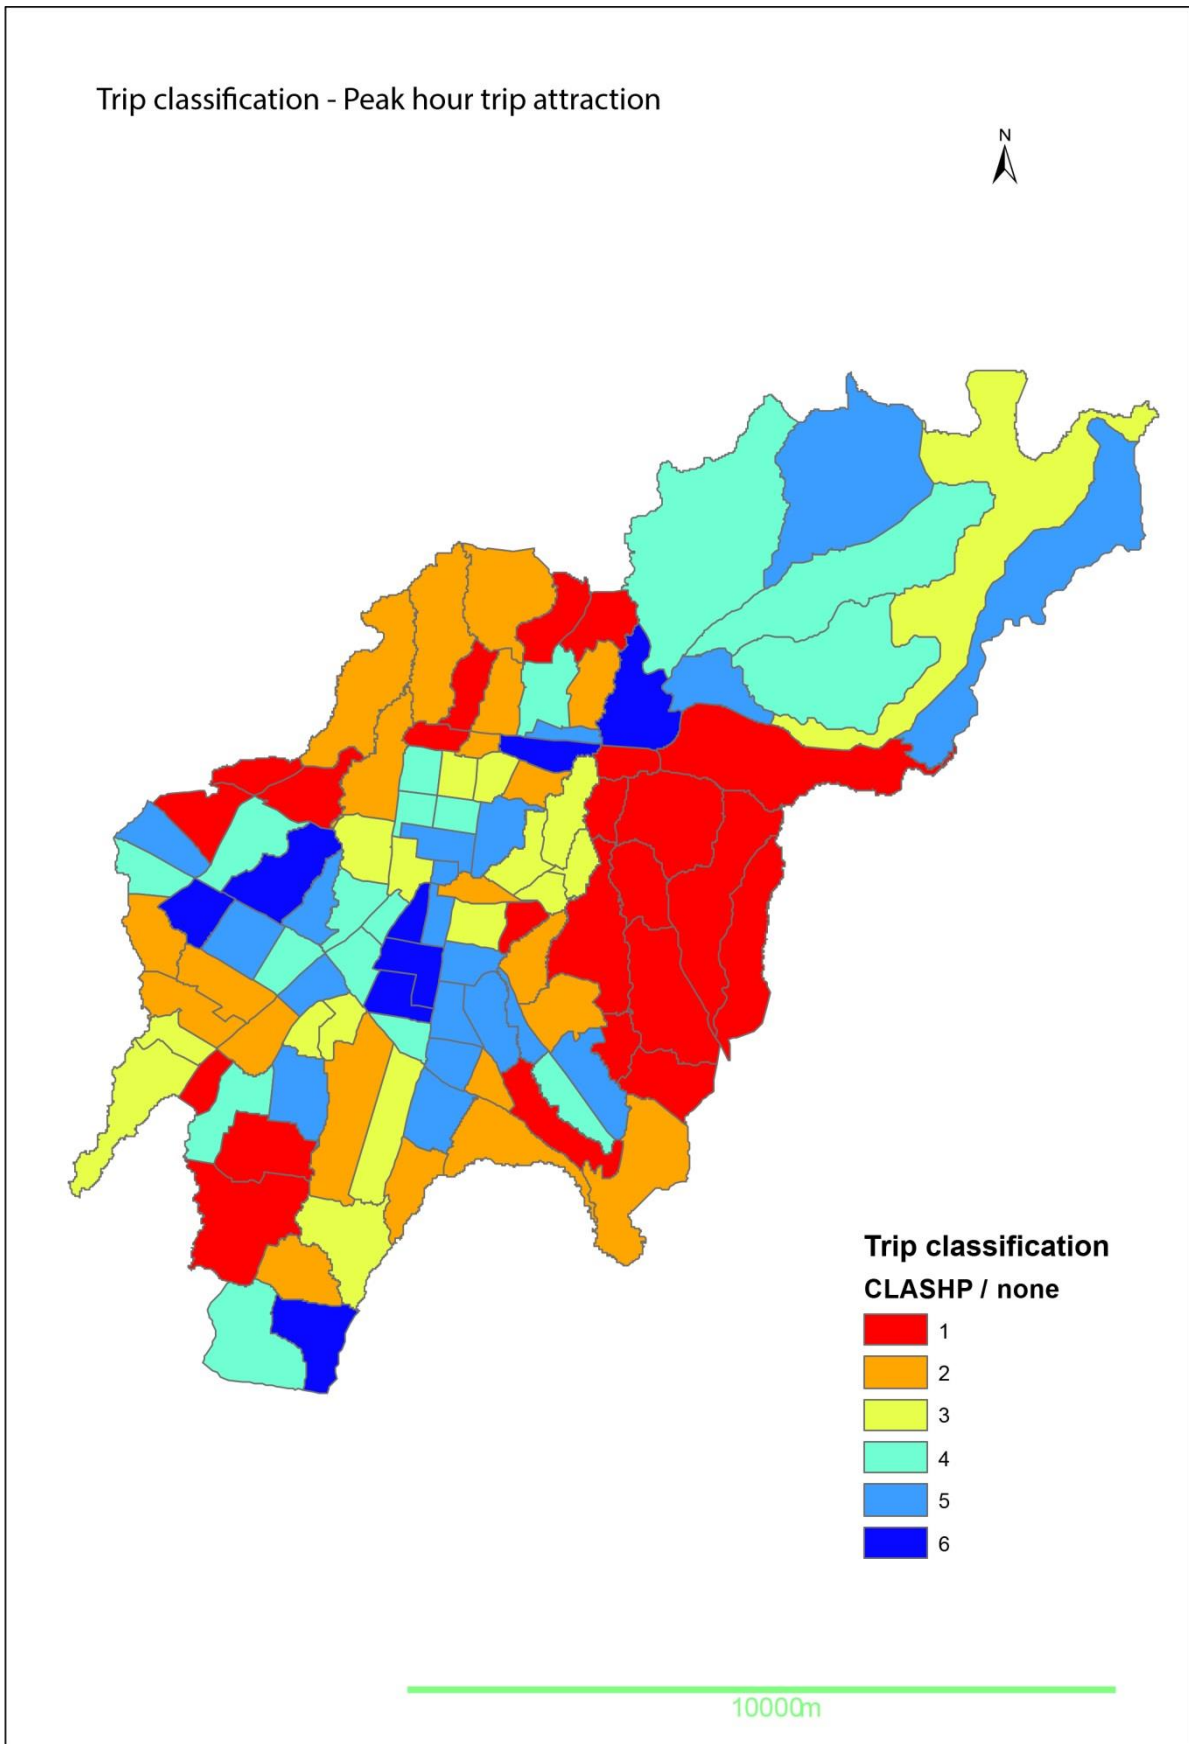 Trip classification - Peak hour trip attraction
N
Trip classification
CLASHP / none
1
2
3
4
5
6
10000m